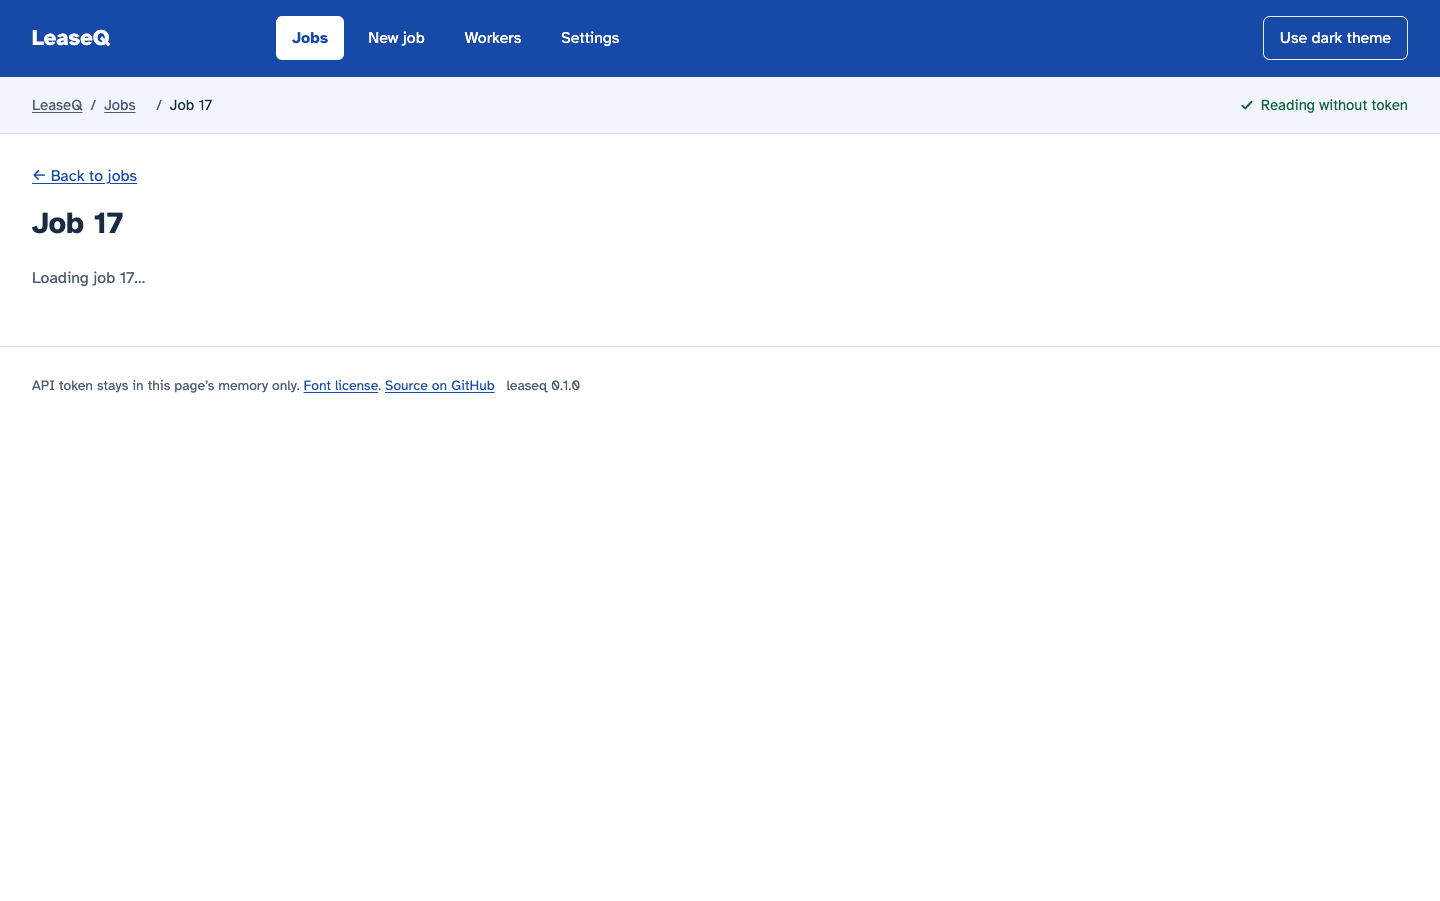 LeaseQ Jobs New job Workers Settings Use dark theme
LeaseQ / Jobs / Job 17 ✓ Reading without token
← Back to jobs
Job 17
Loading job 17…
API token stays in this page’s memory only. Font license. Source on GitHub leaseq 0.1.0